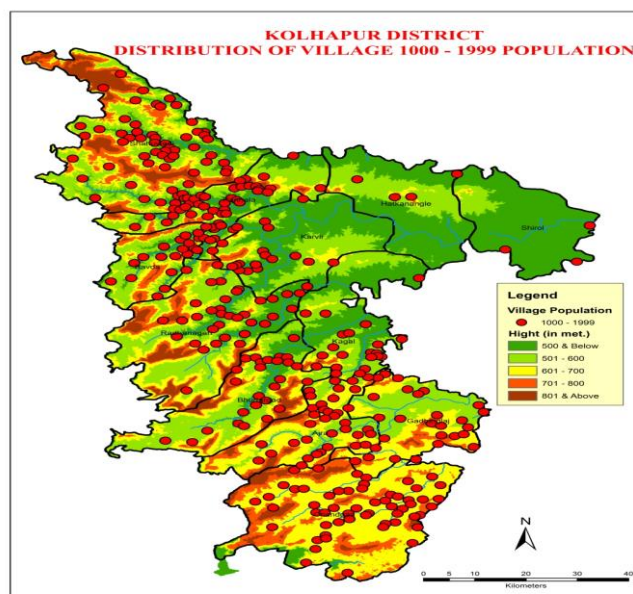 KOLHAPUR DISTRICT
DISTRIBUTION OF VILLAGE 1000 - 1999 POPULATION
Hatkanangle
Shirol
Karvir
Kagal
Legend
Village Population
1000 - 1999
Hight (in met.)
500 & Below
501 - 600
601 - 700
701 - 800
801 & Above
N
0 5 10 20 30 40
Kilometers